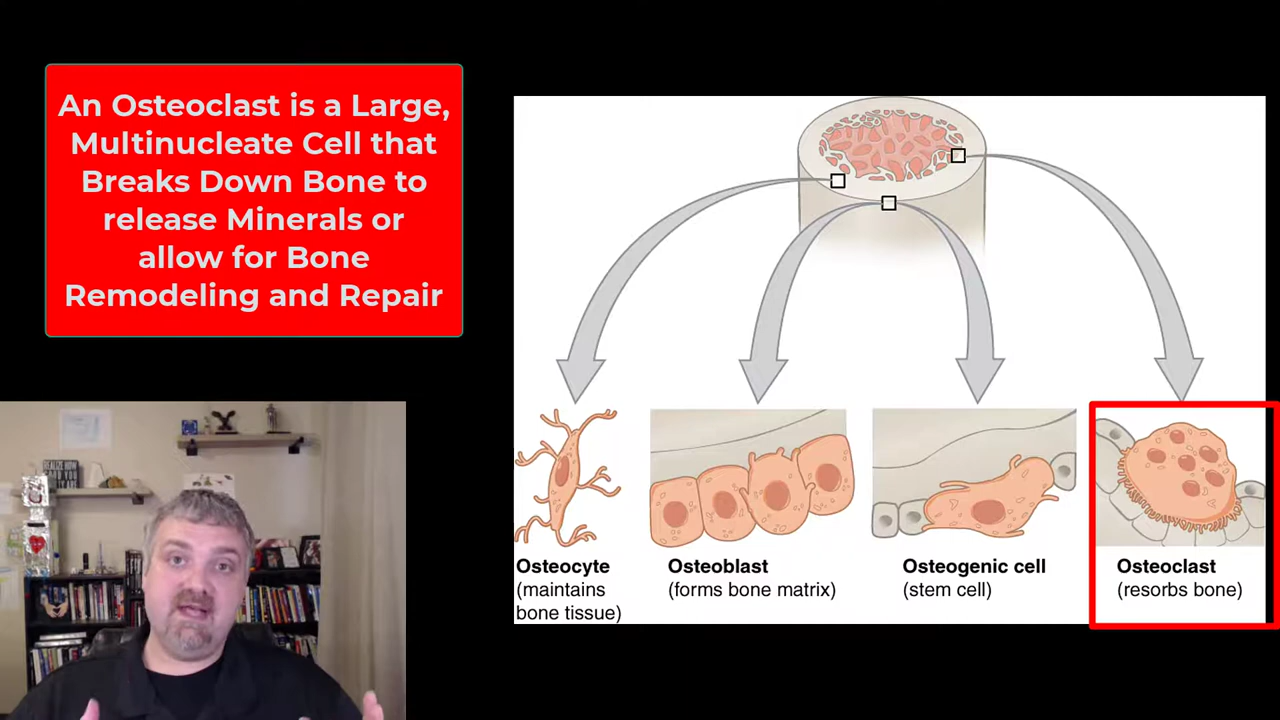 An Osteoclast is a Large,
Multinucleate Cell that
Breaks Down Bone to
release Minerals or
allow for Bone
Remodeling and Repair
Osteocyte
(maintains
bone tissue)
Osteoblast
(forms bone matrix)
Osteogenic cell
(stem cell)
Osteoclast
(resorbs bone)